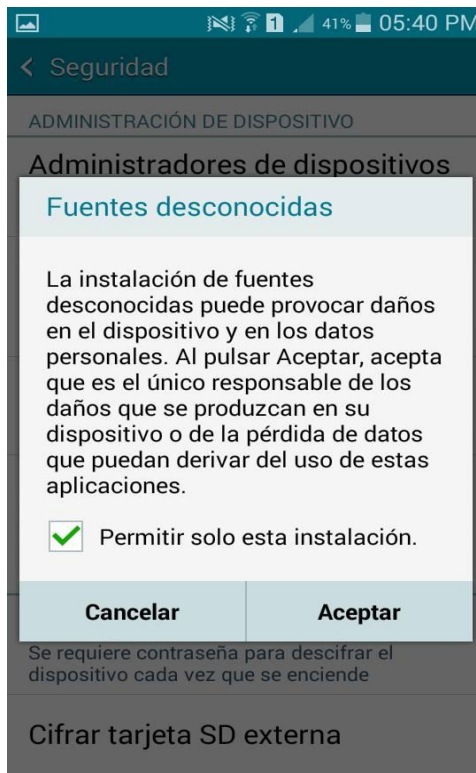 1 41% 05:40 PM
Seguridad
ADMINISTRACIÓN DE DISPOSITIVO
Administradores de dispositivos
Fuentes desconocidas
La instalación de fuentes
desconocidas puede provocar daños
en el dispositivo y en los datos
personales. Al pulsar Aceptar, acepta
que es el único responsable de los
daños que se produzcan en su
dispositivo o de la pérdida de datos
que puedan derivar del uso de estas
aplicaciones.
Permitir solo esta instalación.
Cancelar Aceptar
Se requiere contraseña para descifrar el
dispositivo cada vez que se enciende
Cifrar tarjeta SD externa